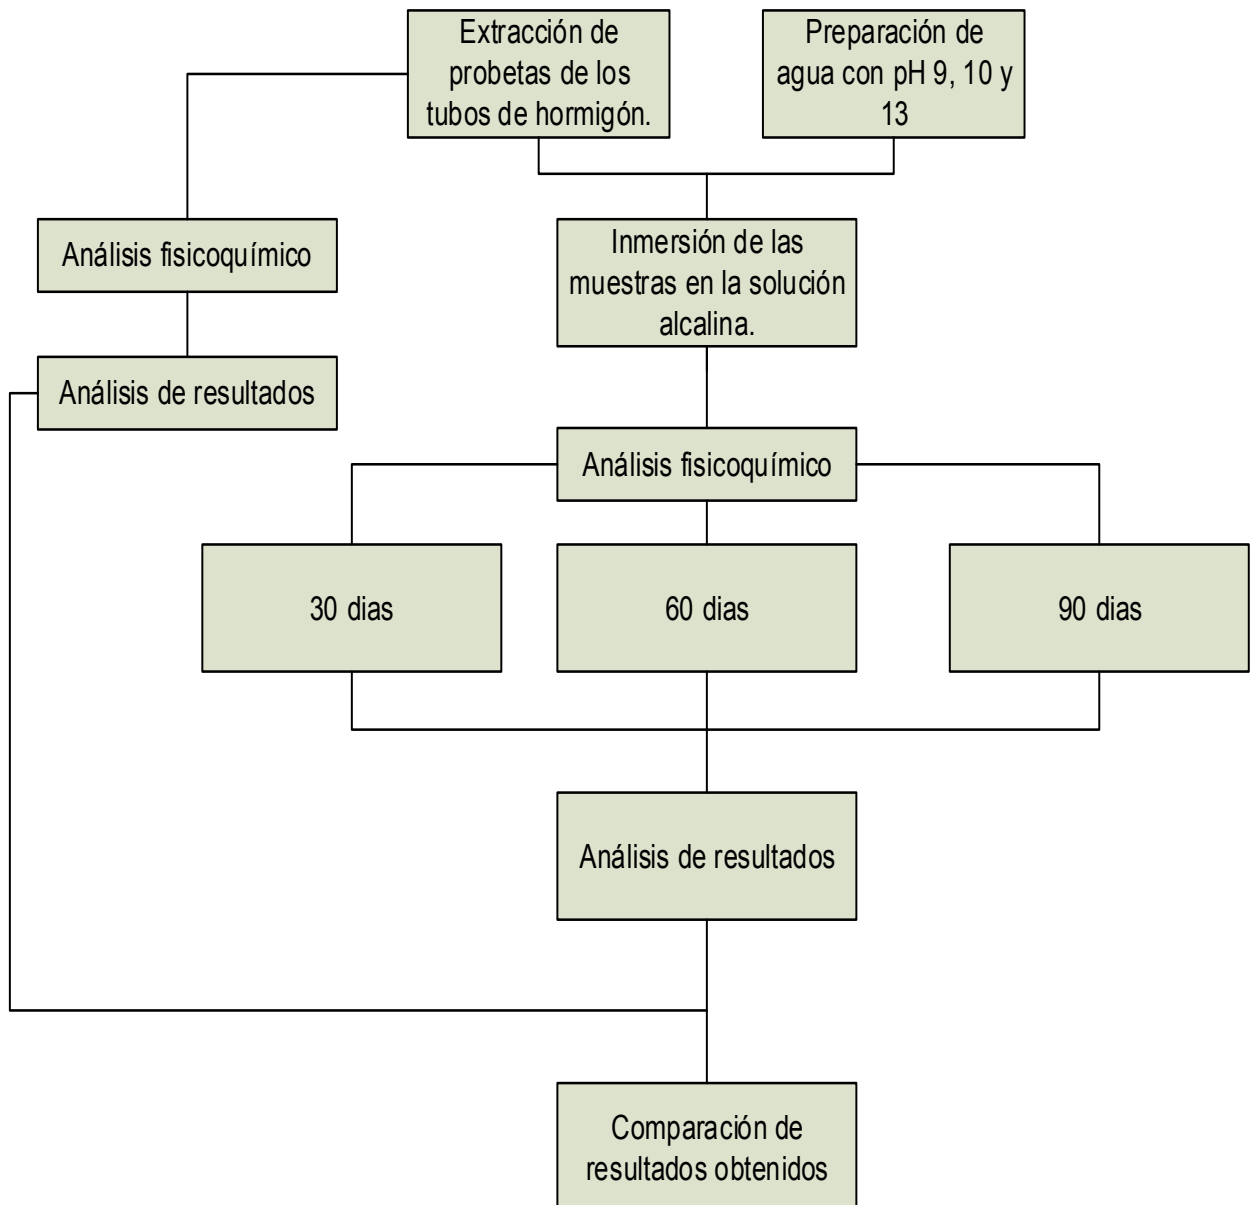 Extracción de
probetas de los
tubos de hormigón.
Preparación de
agua con pH 9, 10 y
13
Análisis fisicoquímico
Inmersión de las
muestras en la solución
alcalina.
Análisis de resultados
Análisis fisicoquímico
30 dias
60 dias
90 dias
Análisis de resultados
Comparación de
resultados obtenidos